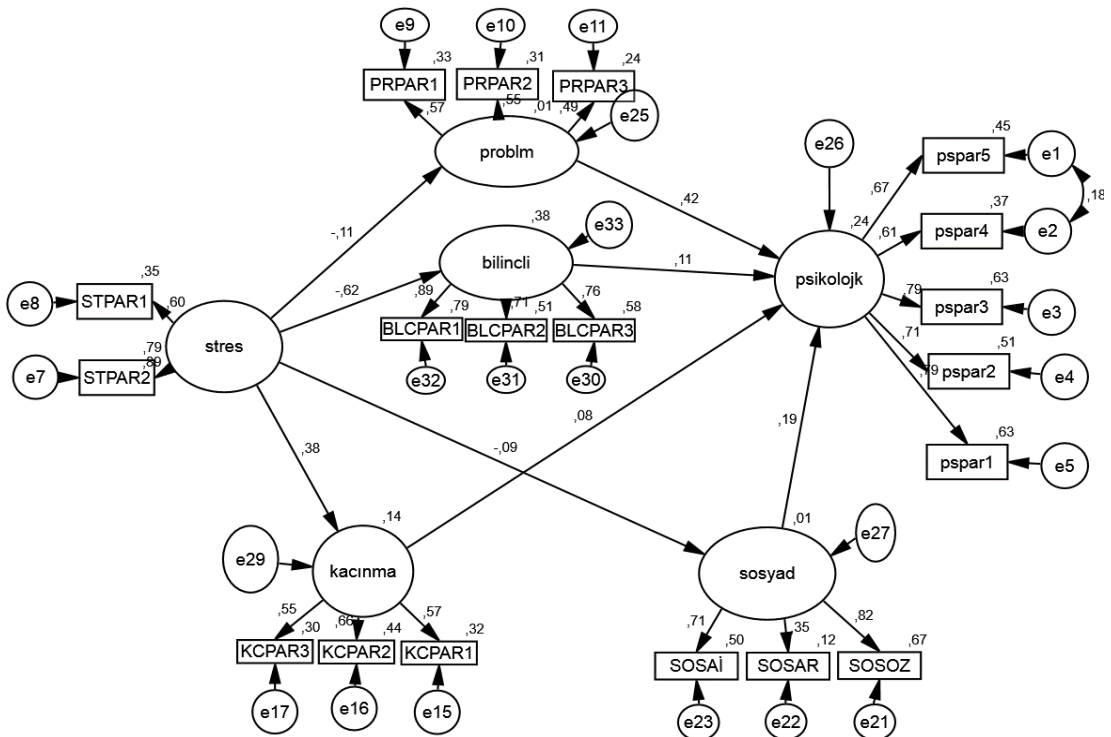 e9
e10
e11
,33
,31
,24
PRPAR1
PRPAR2
PRPAR3
,57
,55
,01
,49
e25
problm
e26
,45
pspar5
e1
,18
,67
,42
,24
,61
,37
pspar4
e2
-,11
,38
e33
bilincli
,11
psikolojk
,79
,63
pspar3
e3
-,62
,35
e8
STPAR1
,60
,89
,79
,71
,51
,76
,58
BLCPAR1
BLCPAR2
BLCPAR3
stres
,79
,89
e7
STPAR2
e32
e31
e30
,71
,51
pspar2
e4
,79
,63
pspar1
e5
,08
,19
,38
-,09
,14
,01
e29
kacınma
e27
sosyad
,55
,30
,66
,44
,57
,32
KCPAR3
KCPAR2
KCPAR1
,71
,50
,35
,12
,82
,67
SOSAİ
SOSAR
SOSOZ
e17
e16
e15
e23
e22
e21